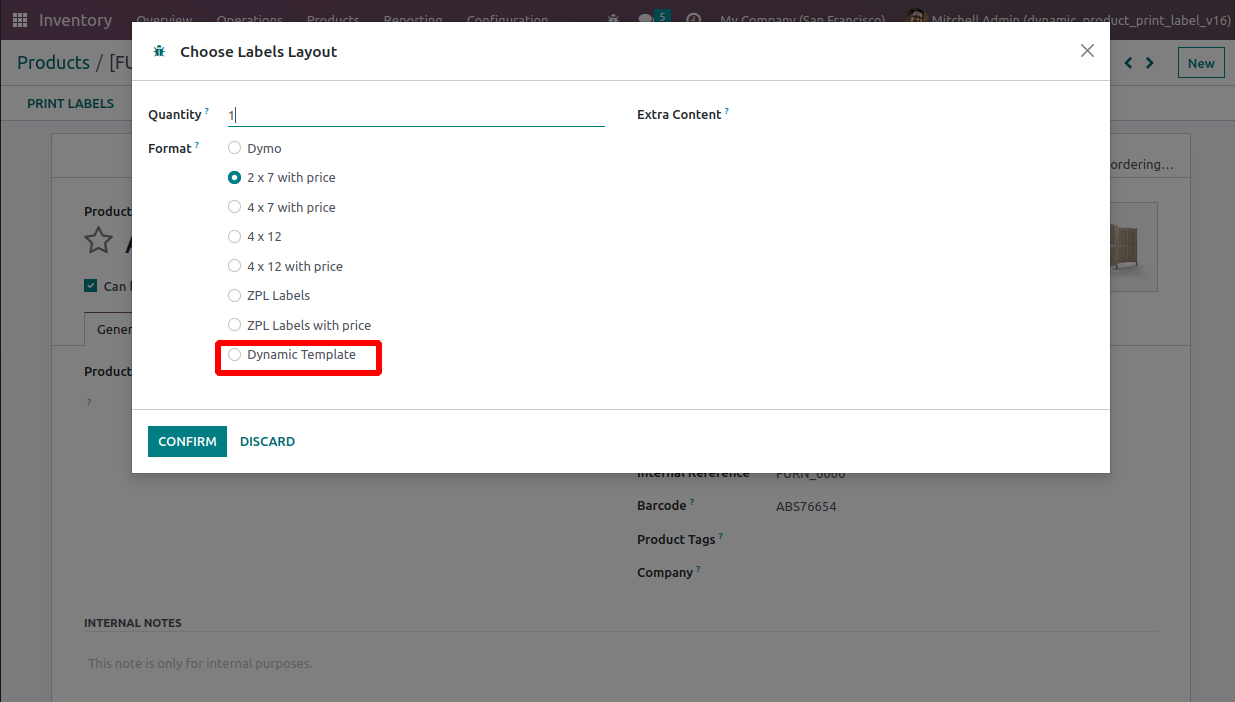 Inventory Overview Operations Products Reporting Configuration 5 My Company (San Francisco) Mitchell Admin (dynamic_product_print_label_v16)
Products / [FU
New
PRINT LABELS
Choose Labels Layout
Quantity ? 1
Extra Content ?
Format ?
Dymo
2 x 7 with price
4 x 7 with price
4 x 12
4 x 12 with price
ZPL Labels
ZPL Labels with price
Dynamic Template
CONFIRM DISCARD
ordering...
Product
Can
Gener
Product
?
Internal Reference FURN_6666
Barcode ? ABS76654
Product Tags ?
Company ?
INTERNAL NOTES
This note is only for internal purposes.